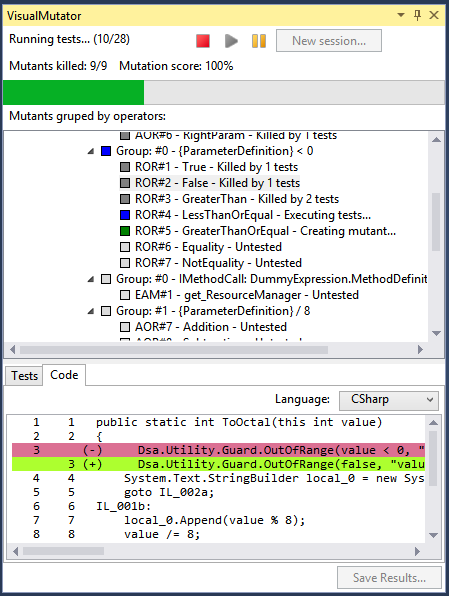 VisualMutator
Running tests... (10/28)
New session...
Mutants killed: 9/9 Mutation score: 100%
Mutants gruped by operators:
AOR#6 - RightParam - Killed by 1 tests
Group: #0 - {ParameterDefinition} < 0
ROR#1 - True - Killed by 1 tests
ROR#2 - False - Killed by 1 tests
ROR#3 - GreaterThan - Killed by 2 tests
ROR#4 - LessThanOrEqual - Executing tests...
ROR#5 - GreaterThanOrEqual - Creating mutant...
ROR#6 - Equality - Untested
ROR#7 - NotEquality - Untested
Group: #0 - IMethodCall: DummyExpression.MethodDefinit
EAM#1 - get_ResourceManager - Untested
Group: #1 - {ParameterDefinition} / 8
AOR#7 - Addition - Untested
Tests Code
Language: CSharp
1 1 public static int ToOctal(this int value)
2 2 {
3 (-) Dsa.Utility.Guard.OutOfRange(value < 0, "
3 (+) Dsa.Utility.Guard.OutOfRange(false, "valu
4 4 System.Text.StringBuilder local_0 = new Sys
5 5 goto IL_002a;
6 6 IL_001b:
7 7 local_0.Append(value % 8);
8 8 value /= 8;
Save Results...